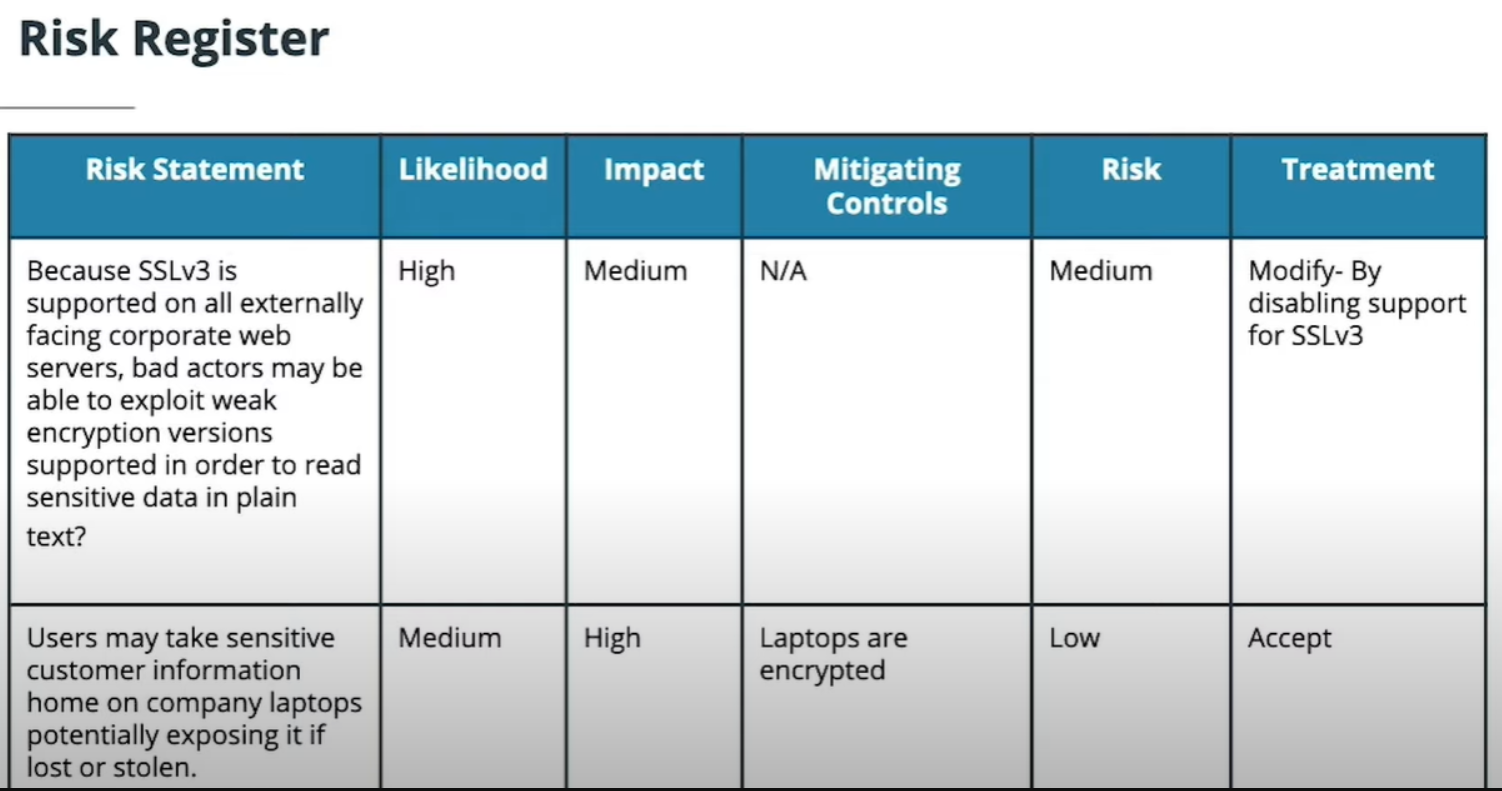 Risk Register
Risk Statement
Likelihood
Impact
Mitigating
Controls
Risk
Treatment
Because SSLv3 is
supported on all externally
facing corporate web
servers, bad actors may be
able to exploit weak
encryption versions
supported in order to read
sensitive data in plain
text?
High
Medium
N/A
Medium
Modify- By
disabling support
for SSLv3
Users may take sensitive
customer information
home on company laptops
potentially exposing it if
lost or stolen.
Medium
High
Laptops are
encrypted
Low
Accept